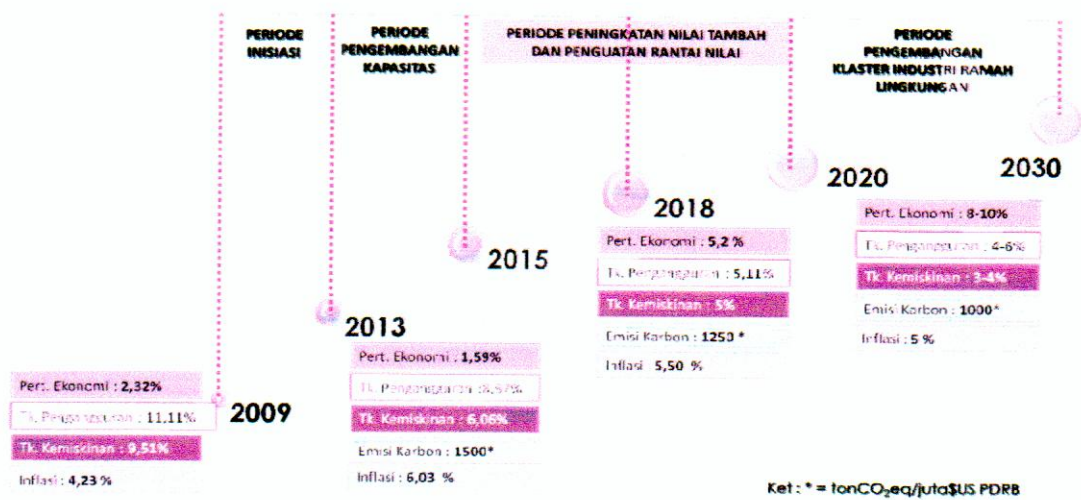 PERIODE
INISIASI
PERIODE
PENGEMBANGAN
KAPASITAS
PERIODE PENINGKATAN NILAI TAMBAH
DAN PENGUATAN RANTAI NILAI
PERIODE
PENGEMBANGAN
KLASTER INDUSTRI RAMAH
LINGKUNGAN
2009
Pert. Ekonomi : 2,32%
Tk. Pengangguran : 11,11%
Tk. Kemiskinan : 9,51%
Inflasi : 4,23 %
2013
Pert. Ekonomi : 1,59%
Tk. Pengangguran :
Tk. Kemiskinan : 6,06%
Emisi Karbon : 1500*
Inflasi : 6,03 %
2015
2018
Pert. Ekonomi : 5,2 %
Tk. Pengangguran : 5,11%
Tk. Kemiskinan : 5%
Emisi Karbon : 1250 *
Inflasi : 5,50 %
2020
Pert. Ekonomi : 8-10%
Tk. Pengangguran : 4-6%
Tk. Kemiskinan : 3-4%
Emisi Karbon : 1000*
Inflasi : 5 %
2030
Ket : * = tonCO₂eq/juta$US PDRB